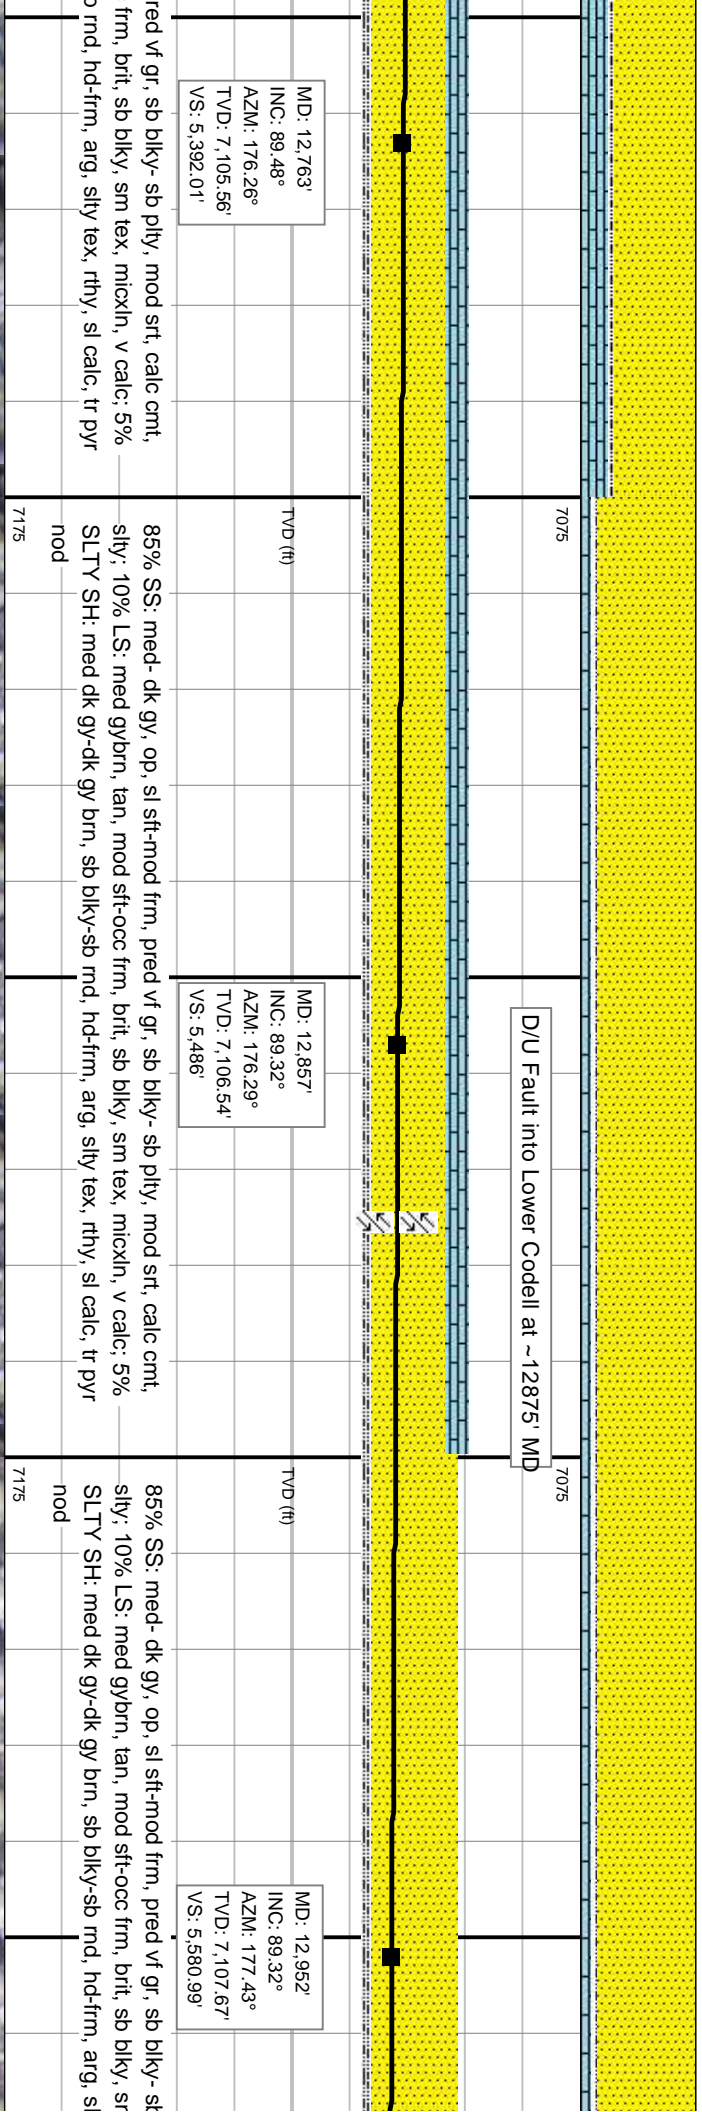 D/U Fault into Lower Codell at ~12875' MD
7075
7075
MD: 12,763'
INC: 89.48°
AZM: 176.26°
TVD: 7,105.56'
VS: 5,392.01'
TVD (ft)
MD: 12,857'
INC: 89.32°
AZM: 176.29°
TVD: 7,106.54'
VS: 5,486'
TVD (ft)
MD: 12,952'
INC: 89.32°
AZM: 177.43°
TVD: 7,107.67'
VS: 5,580.99'
red vf gr, sb blky- sb plty, mod srt, calc cmt,
frm, brit, sb blky, sm tex, micxln, v calc; 5%
rnd, hd-frm, arg, slty tex, rthy, sl calc, tr pyr
85% SS: med- dk gy, op, sl sft-mod frm, pred vf gr, sb blky- sb plty, mod srt, calc cmt,
slty; 10% LS: med gybrn, tan, mod sft-occ frm, brit, sb blky, sm tex, micxln, v calc; 5%
SLTY SH: med dk gy-dk gy brn, sb blky-sb rnd, hd-frm, arg, slty tex, rthy, sl calc, tr pyr
nod
7175
85% SS: med- dk gy, op, sl sft-mod frm, pred vf gr, sb blky- sb
slty; 10% LS: med gybrn, tan, mod sft-occ frm, brit, sb blky,
SLTY SH: med dk gy-dk gy brn, sb blky-sb rnd, hd-frm, arg,
nod
7175